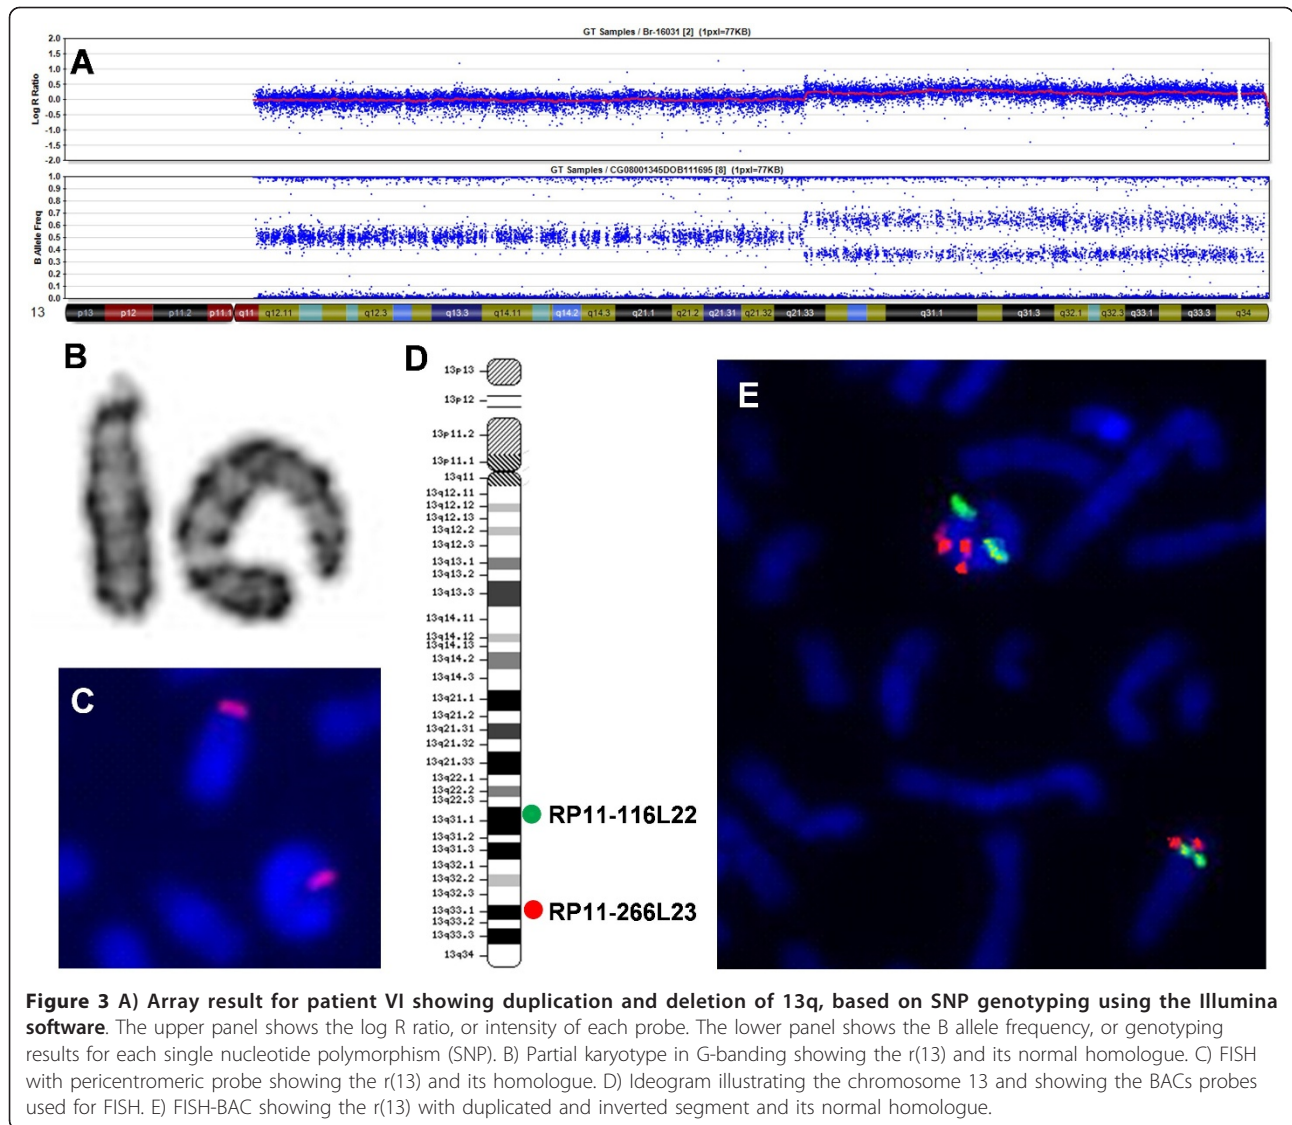 GT Samples / Br-16031 [2] (1pxl=77KB)
A
Log R Ratio
2.0
1.5
1.0
0.5
0.0
-0.5
-1.0
-1.5
-2.0
GT Samples / CG08001345DOB111695 [8] (1pxl=77KB)
B Allele Freq
1.0
0.9
0.8
0.7
0.6
0.5
0.4
0.3
0.2
0.1
0.0
13 p13 p12 p11.2 p11.1 q11 q12.11 q12.3 q13.3 q14.11 q14.2 q14.3 q21.1 q21.2 q21.31 q21.32 q21.33 q31.1 q31.3 q32.1 q32.3 q33.1 q33.3 q34
B
C
D
13p13
13p12
13p11.2
13p11.1
13q11
13q12.11
13q12.12
13q12.13
13q12.2
13q12.3
13q13.1
13q13.2
13q13.3
13q14.11
13q14.12
13q14.13
13q14.2
13q14.3
13q21.1
13q21.2
13q21.31
13q21.32
13q21.33
13q22.1
13q22.2
13q22.3
13q31.1
13q31.2
13q31.3
13q32.1
13q32.2
13q32.3
13q33.1
13q33.2
13q33.3
13q34
RP11-116L22
RP11-266L23
E
Figure 3 A) Array result for patient VI showing duplication and deletion of 13q, based on SNP genotyping using the Illumina
software. The upper panel shows the log R ratio, or intensity of each probe. The lower panel shows the B allele frequency, or genotyping
results for each single nucleotide polymorphism (SNP). B) Partial karyotype in G-banding showing the r(13) and its normal homologue. C) FISH
with pericentromeric probe showing the r(13) and its homologue. D) Ideogram illustrating the chromosome 13 and showing the BACs probes
used for FISH. E) FISH-BAC showing the r(13) with duplicated and inverted segment and its normal homologue.